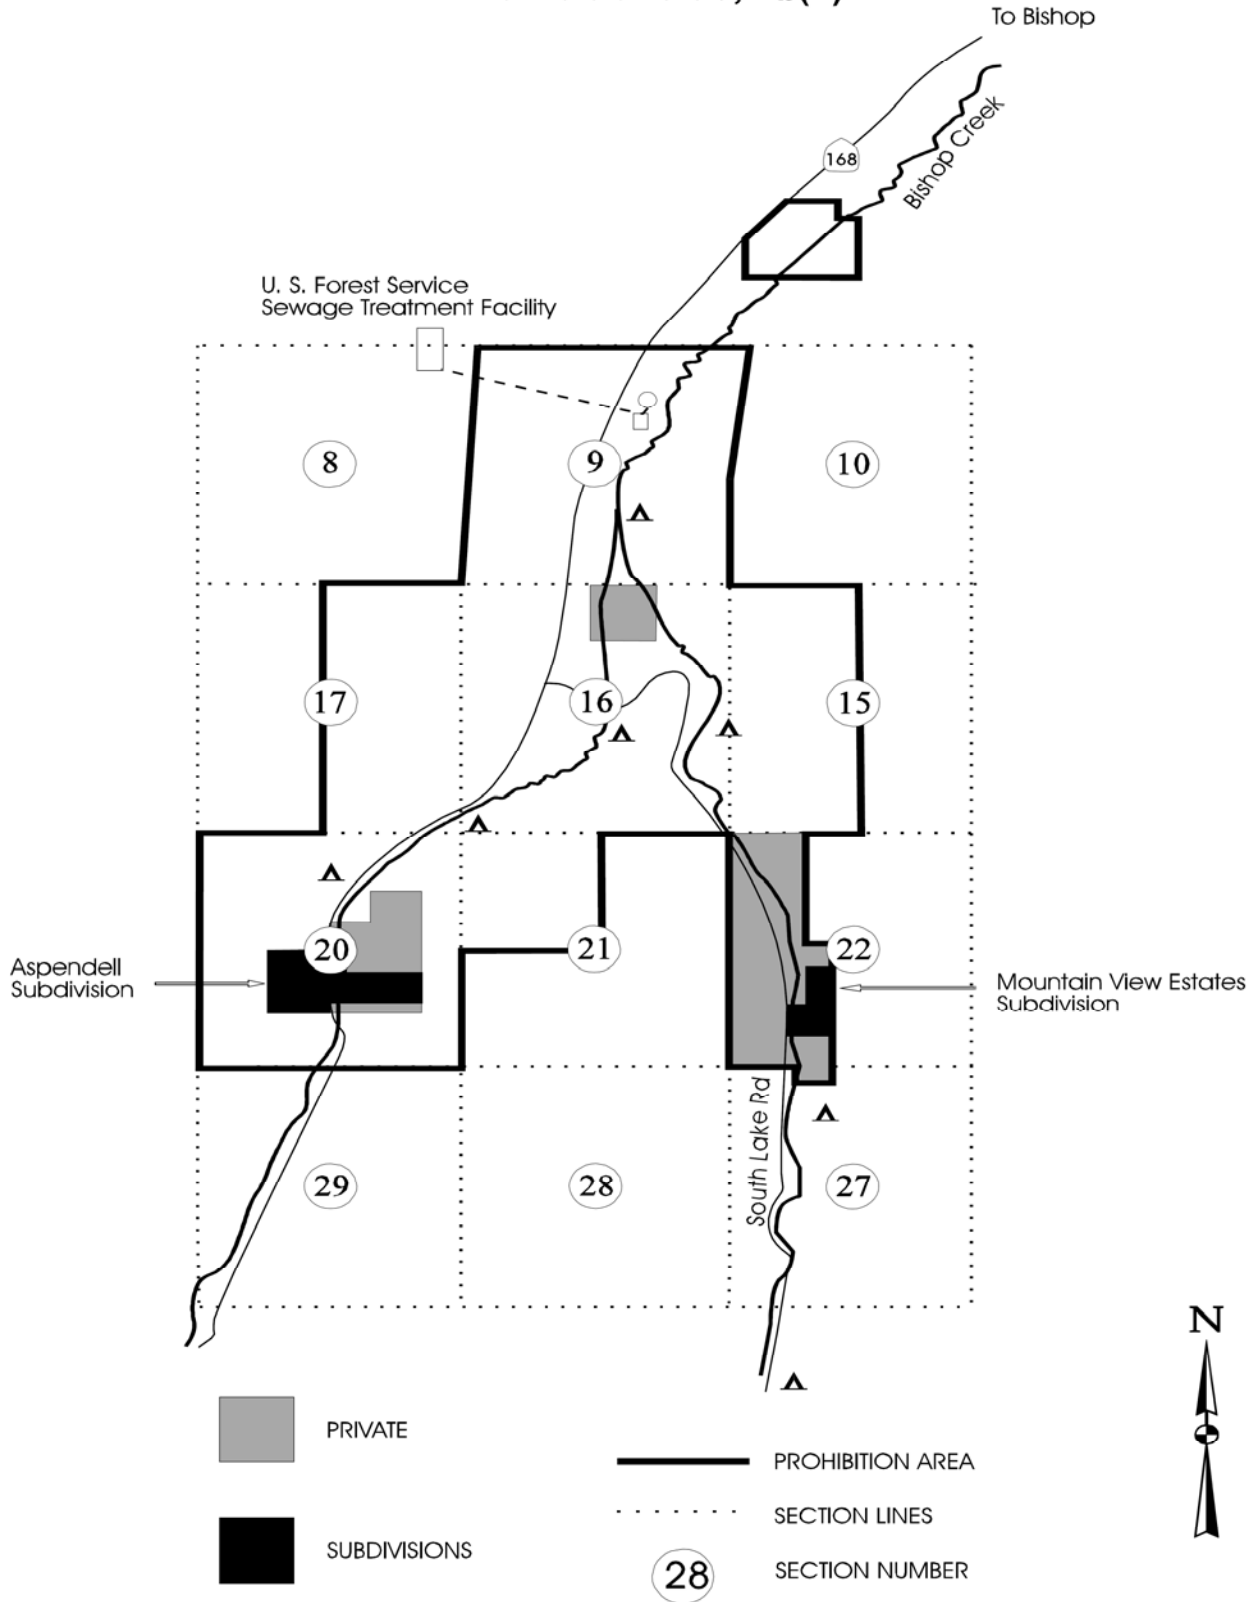 To Bishop
168
Bishop Creek
U. S. Forest Service
Sewage Treatment Facility
8
9
10
17
16
15
20
21
22
Aspendell
Subdivision
Mountain View Estates
Subdivision
South Lake Rd
29
28
27
N
PRIVATE
PROHIBITION AREA
SECTION LINES
SUBDIVISIONS
28
SECTION NUMBER